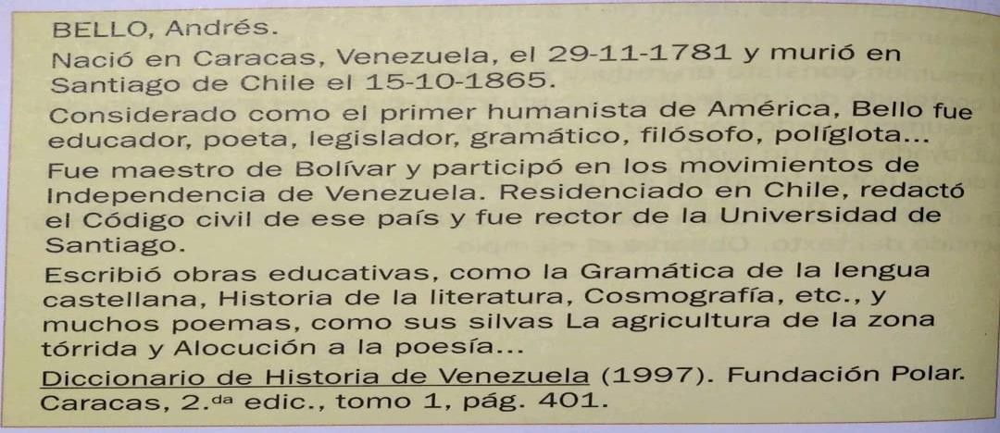 BELLO, Andrés.
Nació en Caracas, Venezuela, el 29-11-1781 y murió en
Santiago de Chile el 15-10-1865.
Considerado como el primer humanista de América, Bello fue
educador, poeta, legislador, gramático, filósofo, políglota...
Fue maestro de Bolívar y participó en los movimientos de
Independencia de Venezuela. Residenciado en Chile, redactó
el Código civil de ese país y fue rector de la Universidad de
Santiago.
Escribió obras educativas, como la Gramática de la lengua
castellana, Historia de la literatura, Cosmografía, etc., y
muchos poemas, como sus silvas La agricultura de la zona
tórrida y Alocución a la poesía...
Diccionario de Historia de Venezuela (1997). Fundación Polar.
Caracas, 2.da edic., tomo 1, pág. 401.